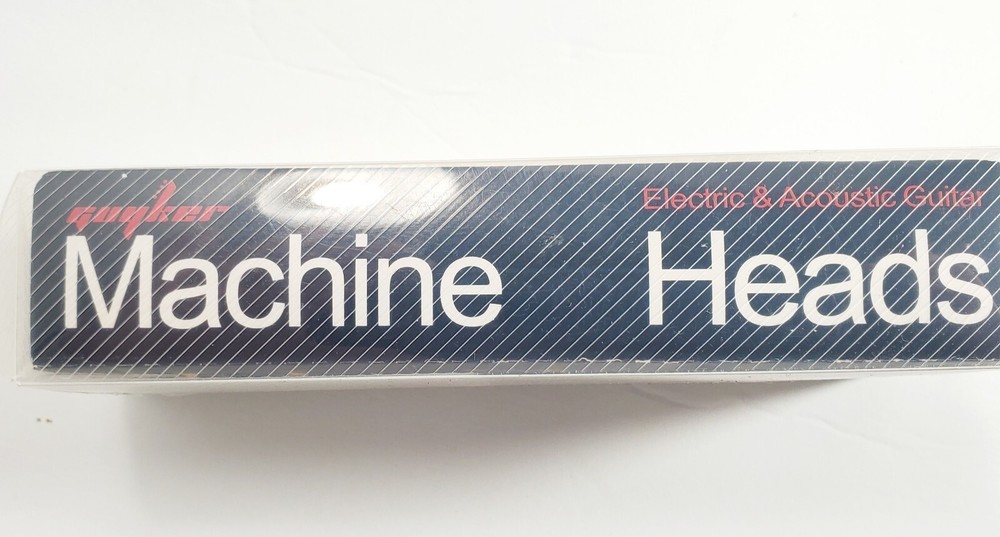 guyker
Electric & Acoustic Guitar
Machine Heads